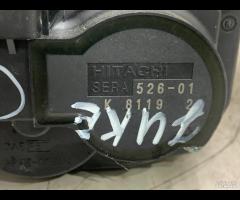 HITACHI
SERA 526-01
K 8119 2
JUKE